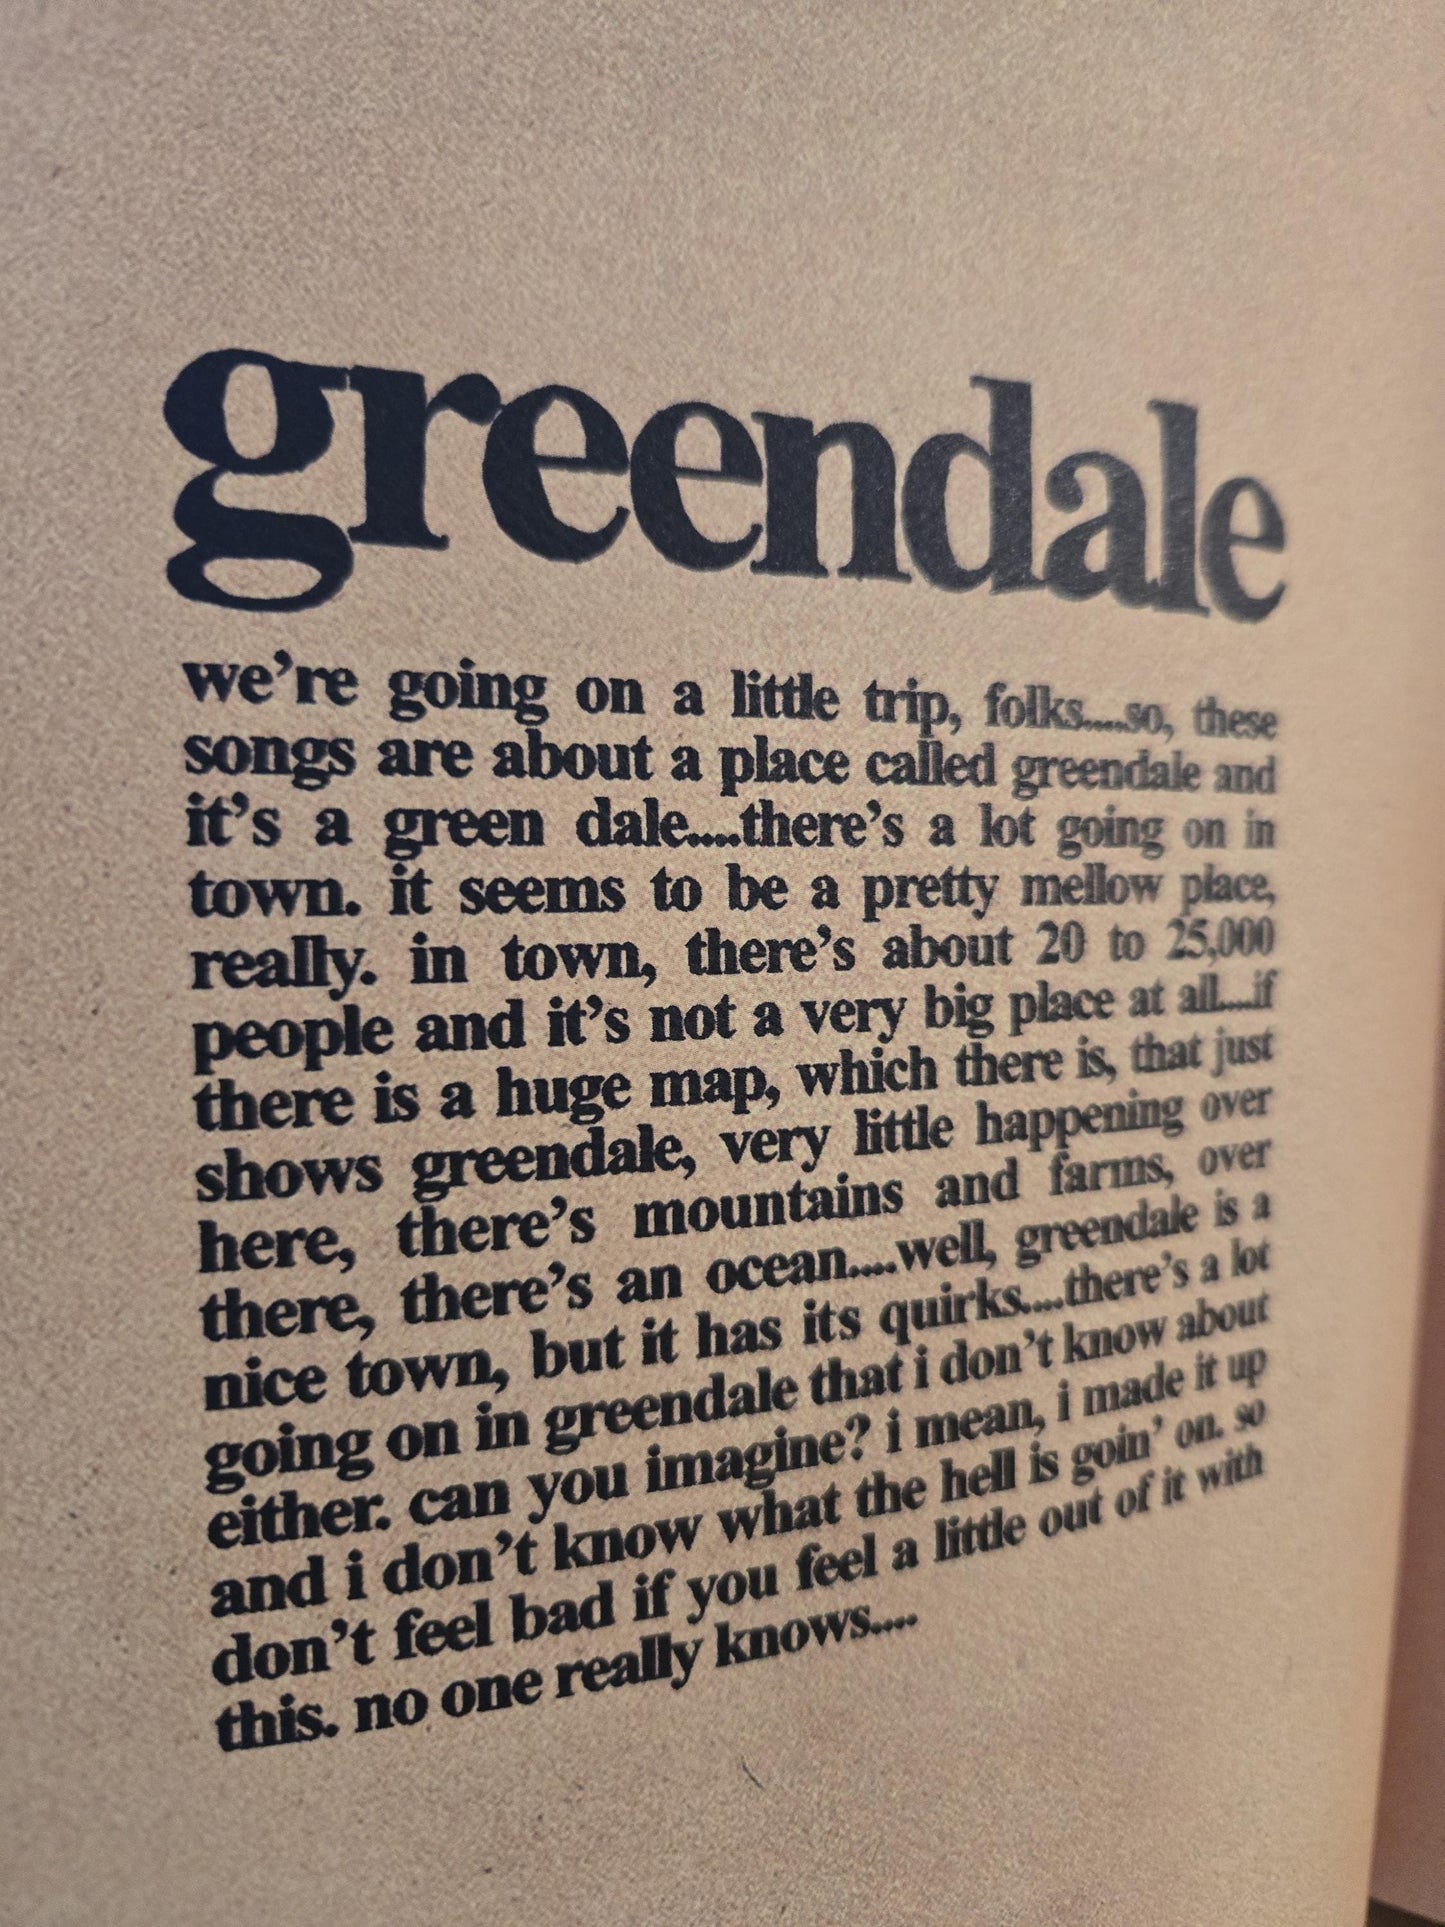 greendale
we’re going on a little trip, folks....so, these
songs are about a place called greendale and
it’s a green dale....there’s a lot going on in
town. it seems to be a pretty mellow place,
really. in town, there’s about 20 to 25,000
people and it’s not a very big place at all....if
there is a huge map, which there is, that just
shows greendale, very little happening over
here, there’s mountains and farms, over
there, there’s an ocean....well, greendale is a
nice town, but it has its quirks....there’s a lot
going on in greendale that i don’t know about
either. can you imagine? i mean, i made it up
and i don’t know what the hell is goin’ on. so
don’t feel bad if you feel a little out of it with
this. no one really knows....